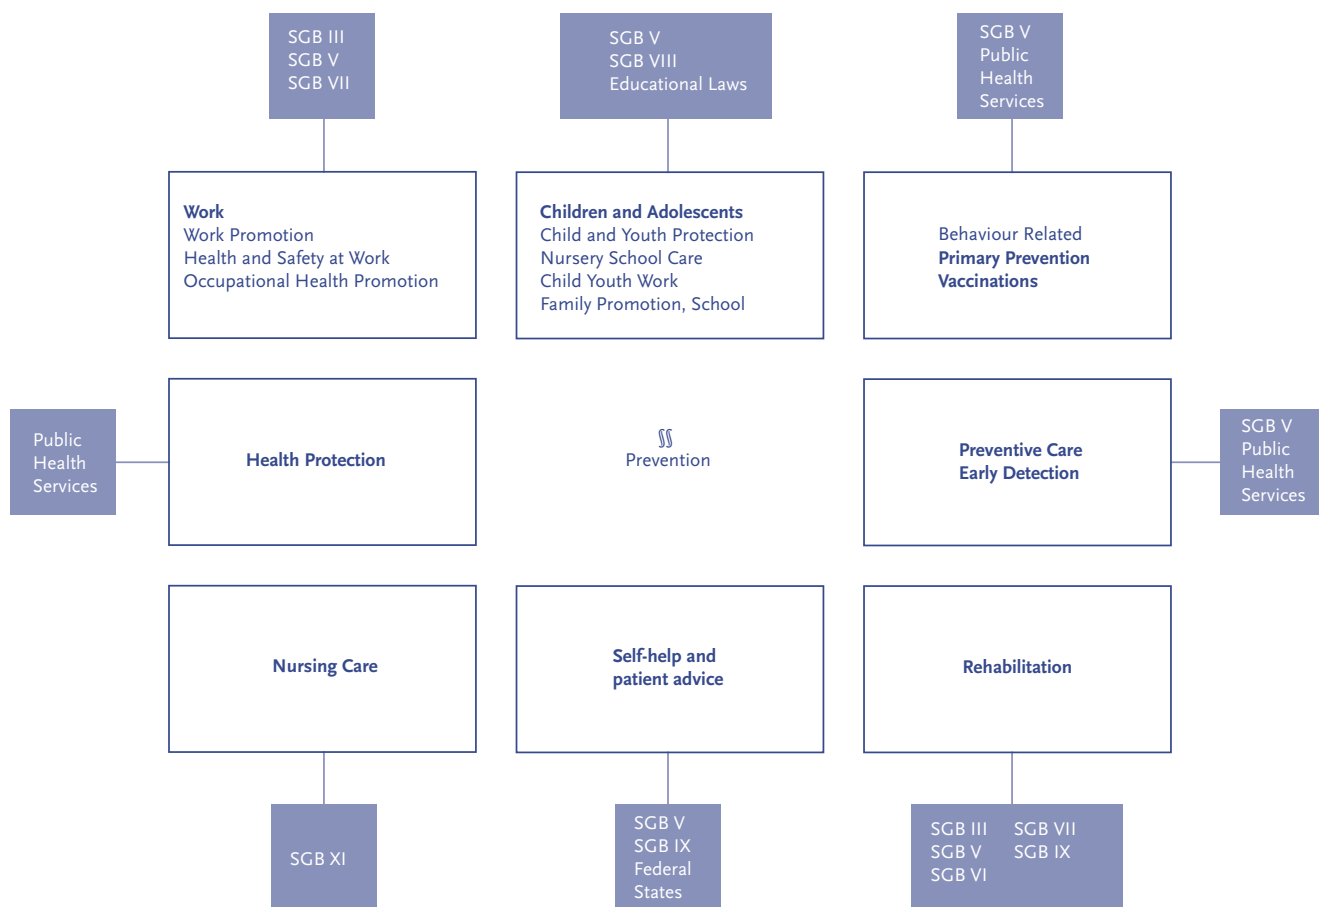 SGB III
SGB V
SGB VII
SGB V
SGB VIII
Educational Laws
SGB V
Public
Health
Services
Work
Work Promotion
Health and Safety at Work
Occupational Health Promotion
Children and Adolescents
Child and Youth Protection
Nursery School Care
Child Youth Work
Family Promotion, School
Behaviour Related
Primary Prevention
Vaccinations
Public
Health
Services
Health Protection
§§
Prevention
Preventive Care
Early Detection
SGB V
Public
Health
Services
Nursing Care
Self-help and
patient advice
Rehabilitation
SGB XI
SGB V
SGB IX
Federal
States
SGB III SGB VII
SGB V SGB IX
SGB VI